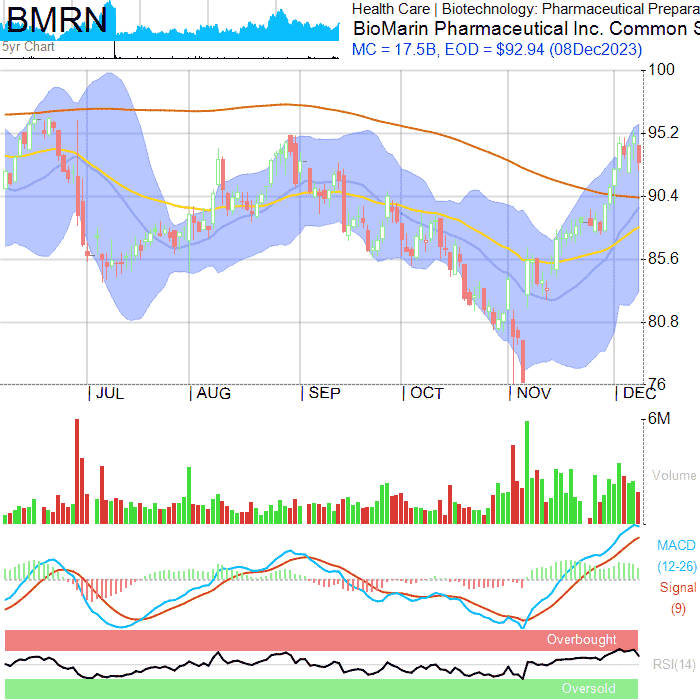 BMRN
5yr Chart
Health Care | Biotechnology: Pharmaceutical Prepara
BioMarin Pharmaceutical Inc. Common S
MC = 17.5B, EOD = $92.94 (08Dec2023)
100
95.2
90.4
85.6
80.8
76
| JUL | AUG | SEP | OCT | NOV | DEC
6M
Volume
MACD
(12-26)
Signal
(9)
Overbought
RSI(14)
Oversold